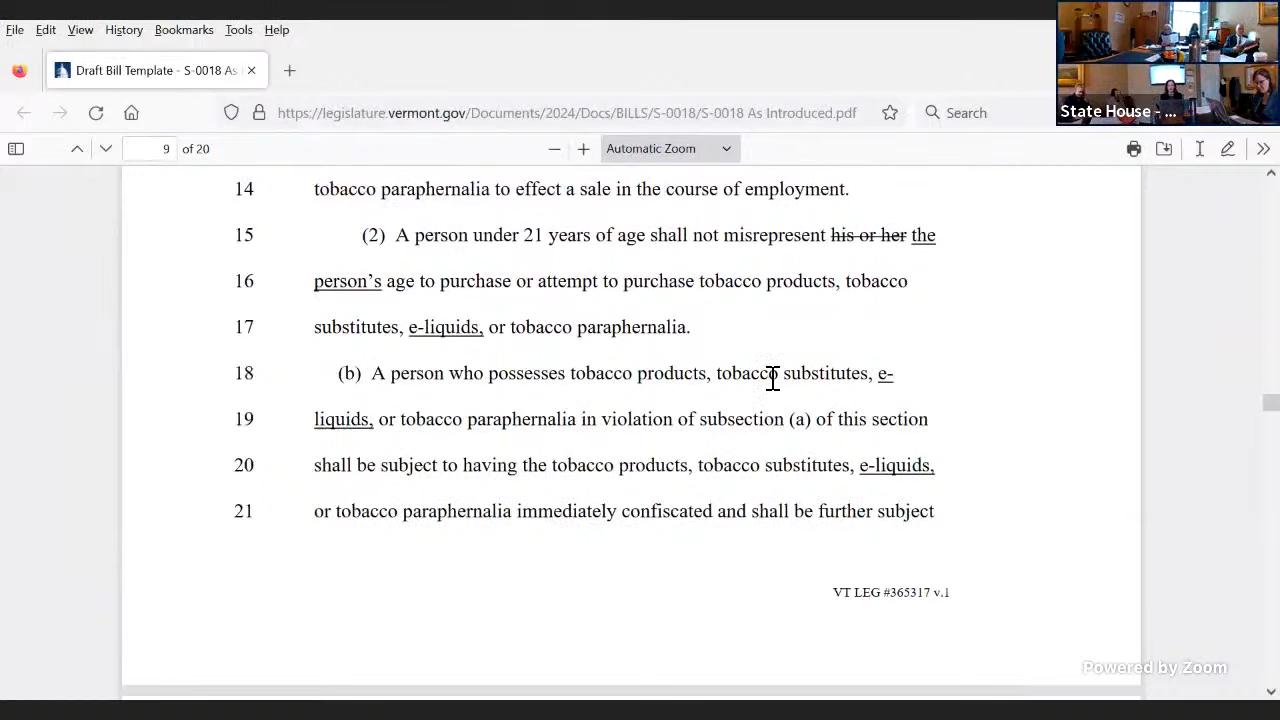 File Edit View History Bookmarks Tools Help
Draft Bill Template - S-0018 As
https://legislature.vermont.gov/Documents/2024/Docs/BILLS/S-0018/S-0018 As Introduced.pdf
Search
State House - ...
9 of 20
Automatic Zoom
14 tobacco paraphernalia to effect a sale in the course of employment.
15 (2) A person under 21 years of age shall not misrepresent his or her the
16 person’s age to purchase or attempt to purchase tobacco products, tobacco
17 substitutes, e-liquids, or tobacco paraphernalia.
18 (b) A person who possesses tobacco products, tobacco substitutes, e-
19 liquids, or tobacco paraphernalia in violation of subsection (a) of this section
20 shall be subject to having the tobacco products, tobacco substitutes, e-liquids,
21 or tobacco paraphernalia immediately confiscated and shall be further subject
VT LEG #365317 v.1
Powered by Zoom